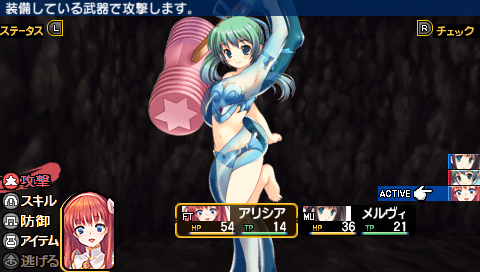 装備している武器で攻撃します。
ステータス L
R チェック
攻撃
スキル
防御
アイテム
逃げる
ACTIVE
FT アリシア
HP 54 TP 14
MU メルヴィ
HP 36 TP 21